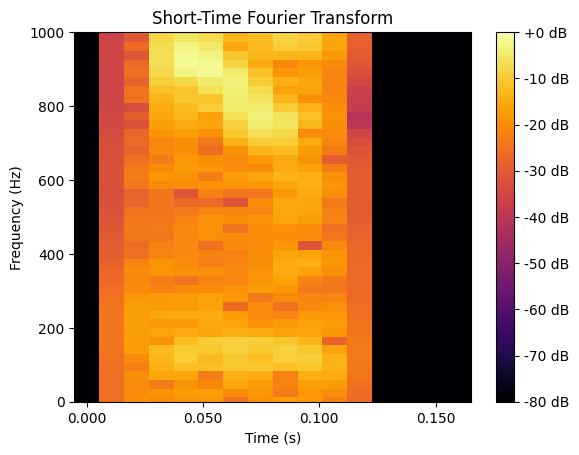 Short-Time Fourier Transform
1000
800
600
400
200
0
Frequency (Hz)
0.000
0.050
0.100
0.150
Time (s)
+0 dB
-10 dB
-20 dB
-30 dB
-40 dB
-50 dB
-60 dB
-70 dB
-80 dB